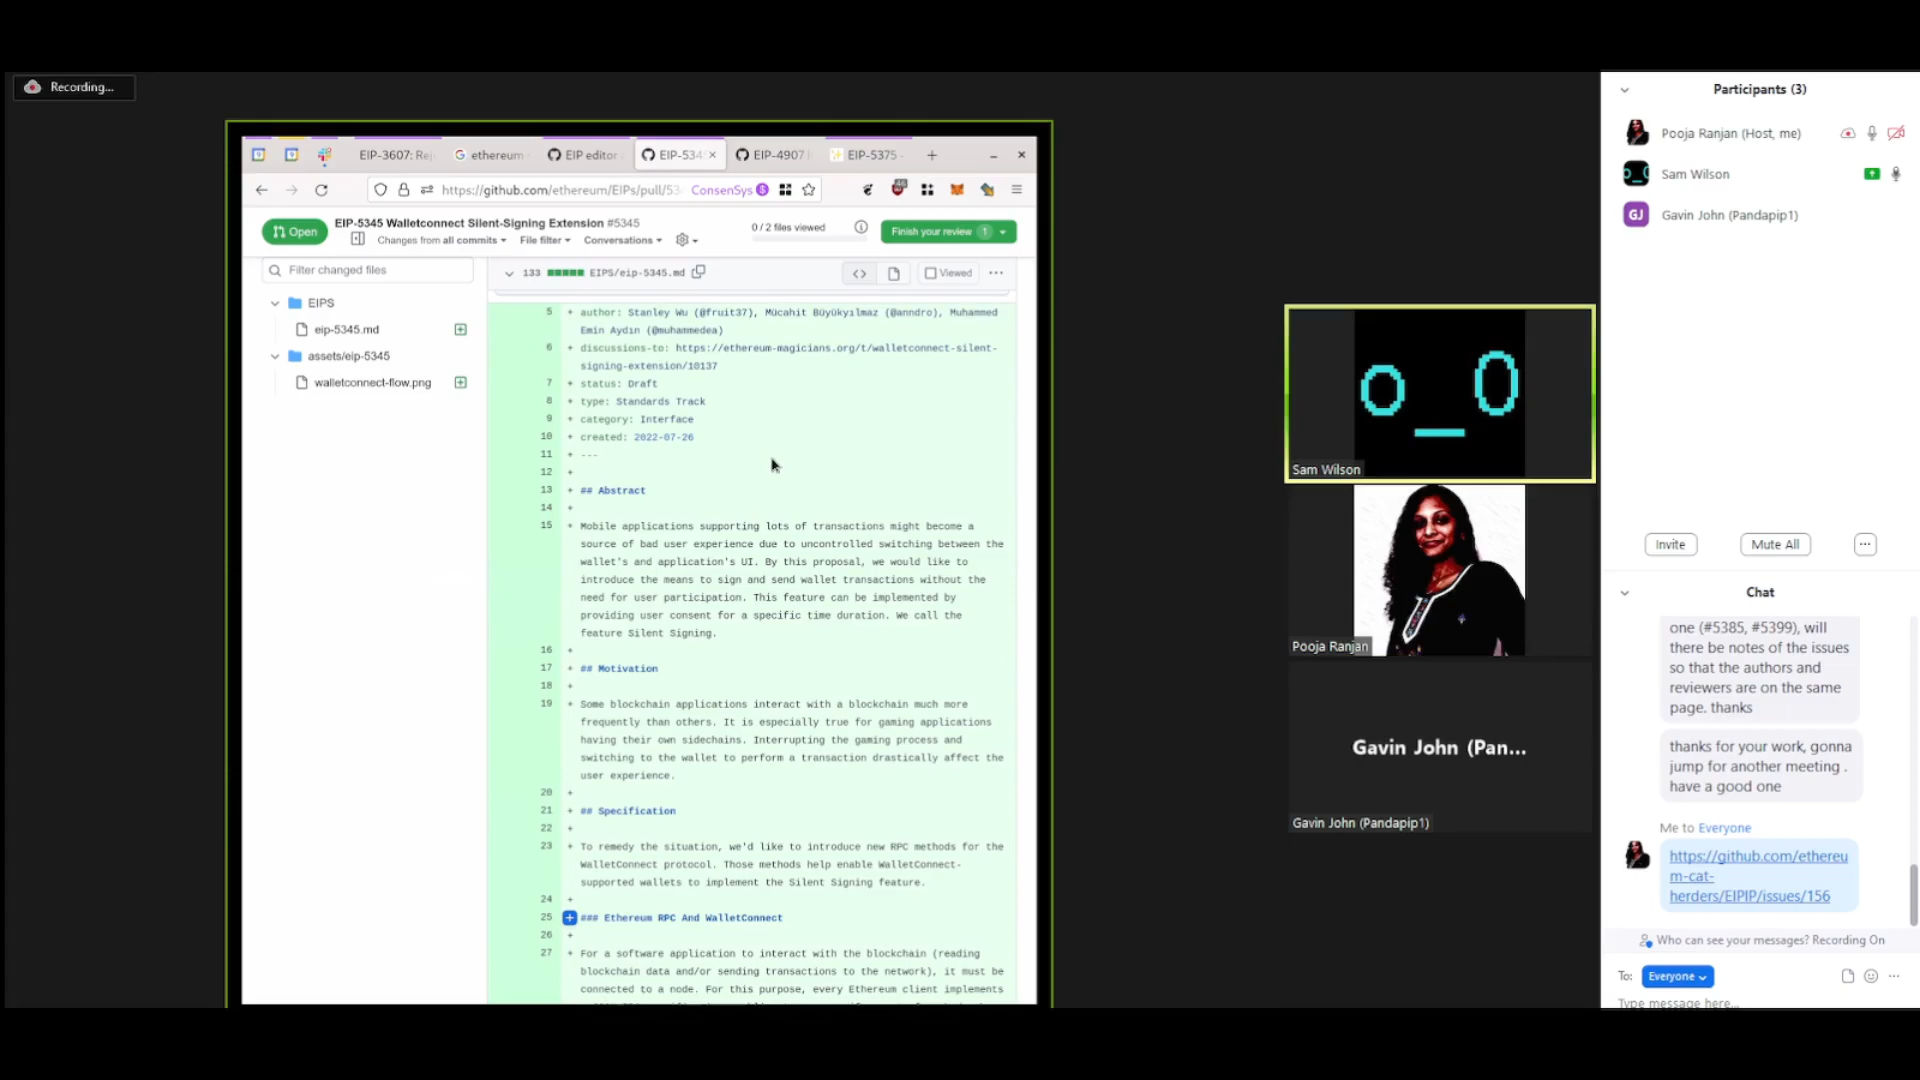 Recording...
EIP-3607: Rej
ethereum
EIP editor
EIP-534
EIP-4907
EIP-5375 -
https://github.com/ethereum/EIPs/pull/53
ConsenSys
Open
EIP-5345 Walletconnect Silent-Signing Extension #5345
Changes from all commits
File filter
Conversations
0 / 2 files viewed
Finish your review 1
Filter changed files
EIPS
eip-5345.md
assets/eip-5345
walletconnect-flow.png
133 EIPS/eip-5345.md
Viewed
5 + author: Stanley Wu (@fruit37), Mücahit Büyükyılmaz (@anndro), Muhammed
Emin Aydın (@muhammedea)
6 + discussions-to: https://ethereum-magicians.org/t/walletconnect-silent-
signing-extension/10137
7 + status: Draft
8 + type: Standards Track
9 + category: Interface
10 + created: 2022-07-26
11 + ---
12 +
13 + ## Abstract
14 +
15 + Mobile applications supporting lots of transactions might become a
source of bad user experience due to uncontrolled switching between the
wallet's and application's UI. By this proposal, we would like to
introduce the means to sign and send wallet transactions without the
need for user participation. This feature can be implemented by
providing user consent for a specific time duration. We call the
feature Silent Signing.
16 +
17 + ## Motivation
18 +
19 + Some blockchain applications interact with a blockchain much more
frequently than others. It is especially true for gaming applications
having their own sidechains. Interrupting the gaming process and
switching to the wallet to perform a transaction drastically affect the
user experience.
20 +
21 + ## Specification
22 +
23 + To remedy the situation, we'd like to introduce new RPC methods for the
WalletConnect protocol. Those methods help enable WalletConnect-
supported wallets to implement the Silent Signing feature.
24 +
25 + ### Ethereum RPC And WalletConnect
26 +
27 + For a software application to interact with the blockchain (reading
blockchain data and/or sending transactions to the network), it must be
connected to a node. For this purpose, every Ethereum client implements
Sam Wilson
Pooja Ranjan
Gavin John (Pan...
Gavin John (Pandapip1)
Participants (3)
Pooja Ranjan (Host, me)
Sam Wilson
GJ
Gavin John (Pandapip1)
Invite
Mute All
Chat
one (#5385, #5399), will
there be notes of the issues
so that the authors and
reviewers are on the same
page. thanks
thanks for your work, gonna
jump for another meeting .
have a good one
Me to Everyone
https://github.com/ethereu
m-cat-
herders/EIPIP/issues/156
Who can see your messages? Recording On
To: Everyone
Type message here...